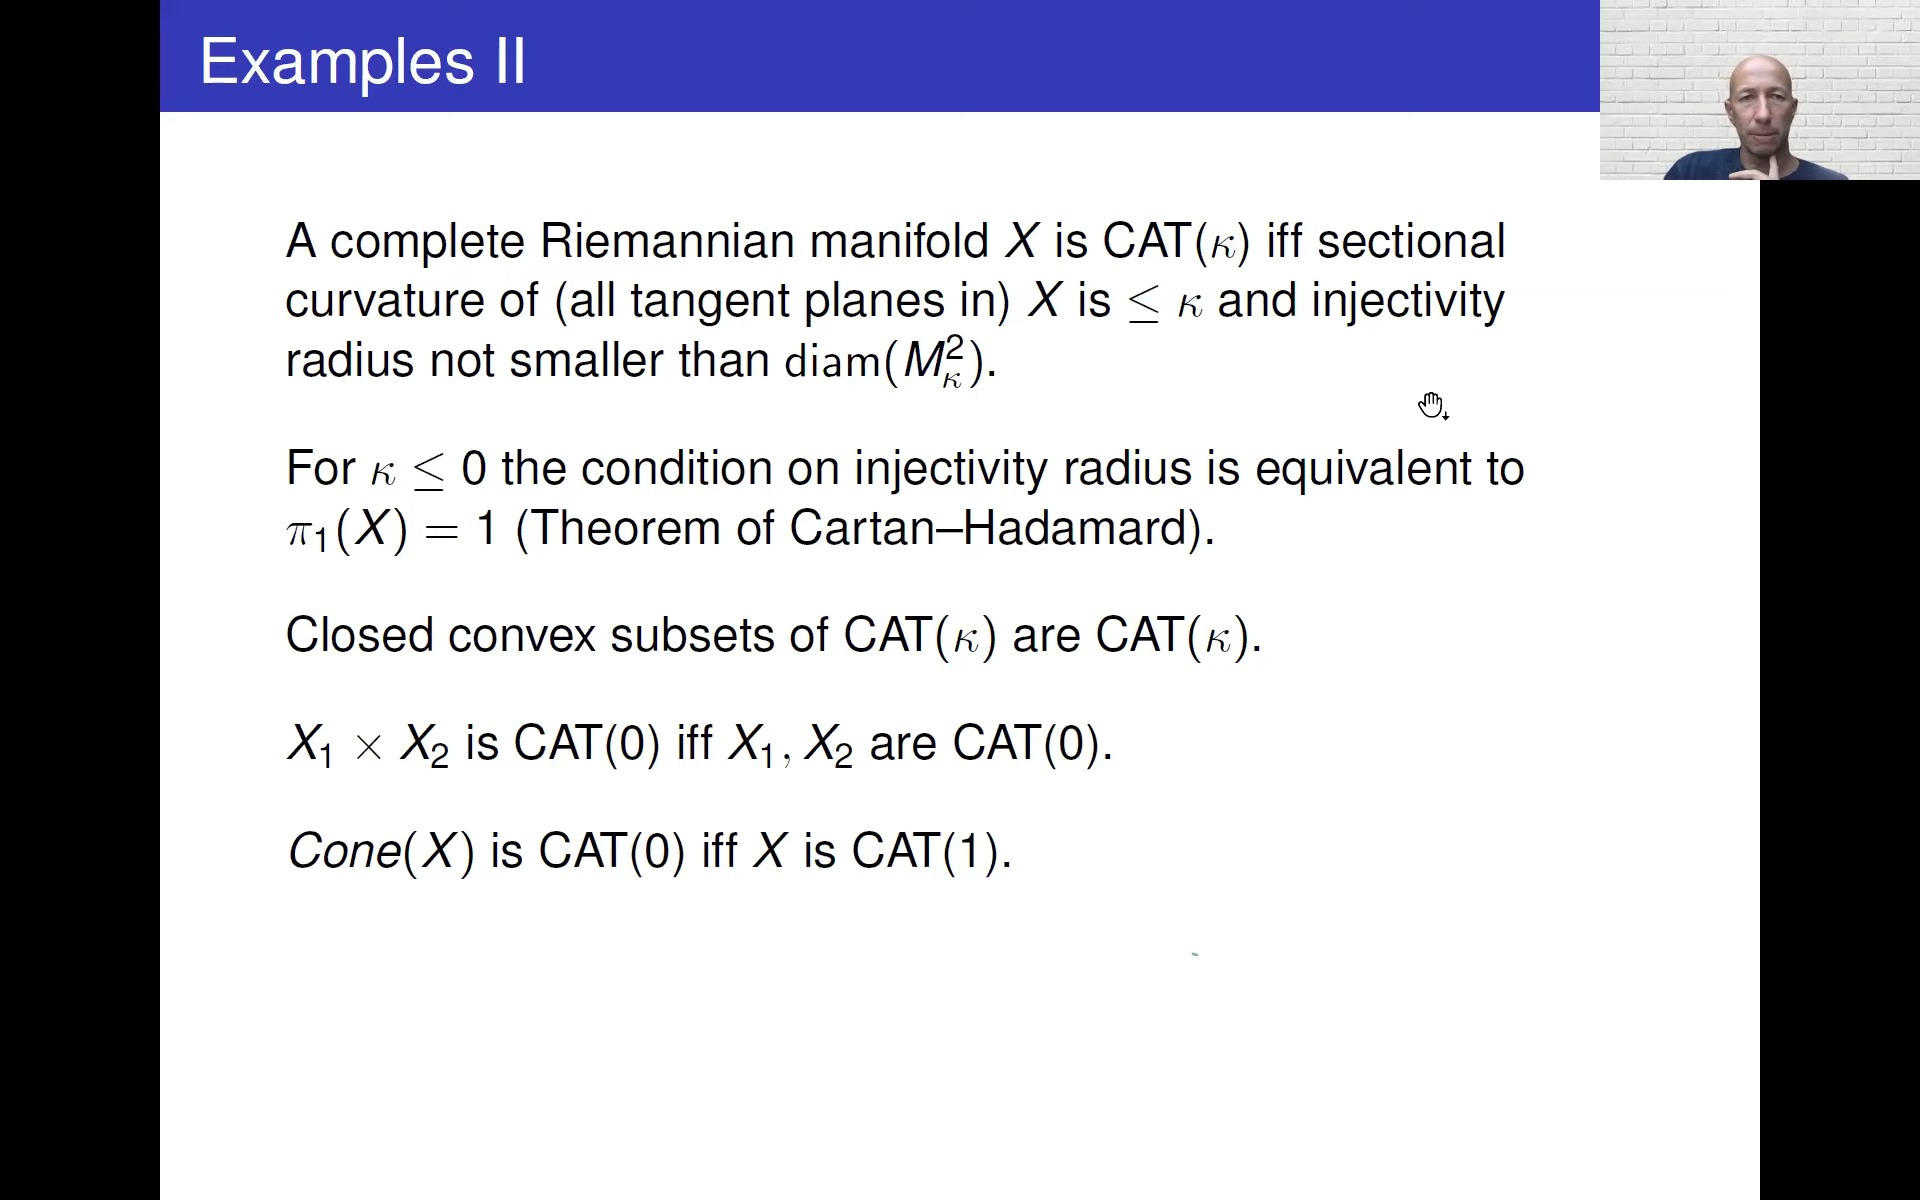 Examples II
A complete Riemannian manifold X is CAT(κ) iff sectional
curvature of (all tangent planes in) X is ≤ κ and injectivity
radius not smaller than diam(M²_κ).
For κ ≤ 0 the condition on injectivity radius is equivalent to
π₁(X) = 1 (Theorem of Cartan–Hadamard).
Closed convex subsets of CAT(κ) are CAT(κ).
X₁ × X₂ is CAT(0) iff X₁, X₂ are CAT(0).
Cone(X) is CAT(0) iff X is CAT(1).